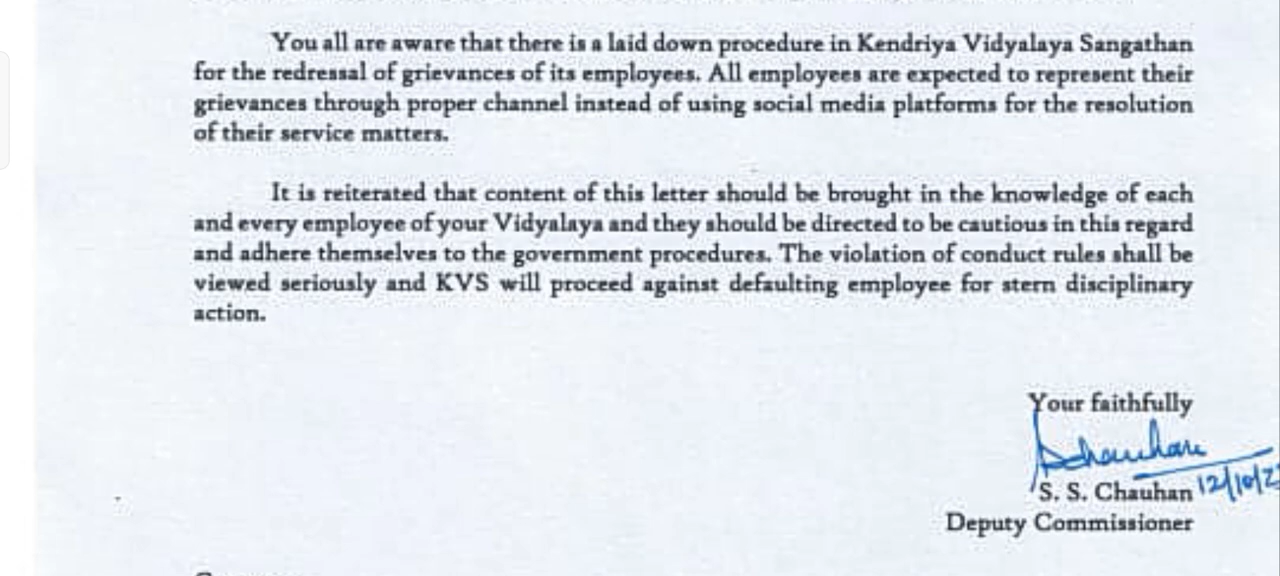 You all are aware that there is a laid down procedure in Kendriya Vidyalaya Sangathan
for the redressal of grievances of its employees. All employees are expected to represent their
grievances through proper channel instead of using social media platforms for the resolution
of their service matters.
It is reiterated that content of this letter should be brought in the knowledge of each
and every employee of your Vidyalaya and they should be directed to be cautious in this regard
and adhere themselves to the government procedures. The violation of conduct rules shall be
viewed seriously and KVS will proceed against defaulting employee for stern disciplinary
action.
Your faithfully
S. S. Chauhan 12/10/2
Deputy Commissioner